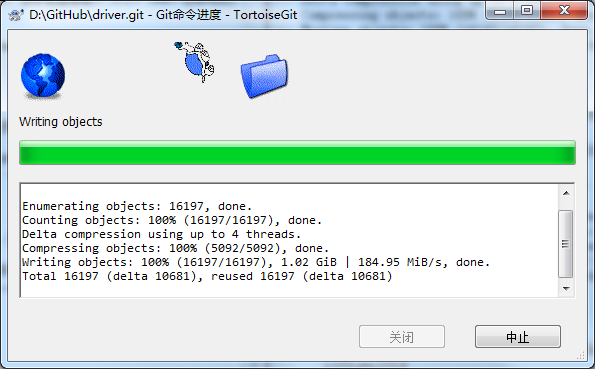 D:\GitHub\driver.git - Git命令进度 - TortoiseGit
Writing objects
Enumerating objects: 16197, done.
Counting objects: 100% (16197/16197), done.
Delta compression using up to 4 threads.
Compressing objects: 100% (5092/5092), done.
Writing objects: 100% (16197/16197), 1.02 GiB | 184.95 MiB/s, done.
Total 16197 (delta 10681), reused 16197 (delta 10681)
关闭
中止